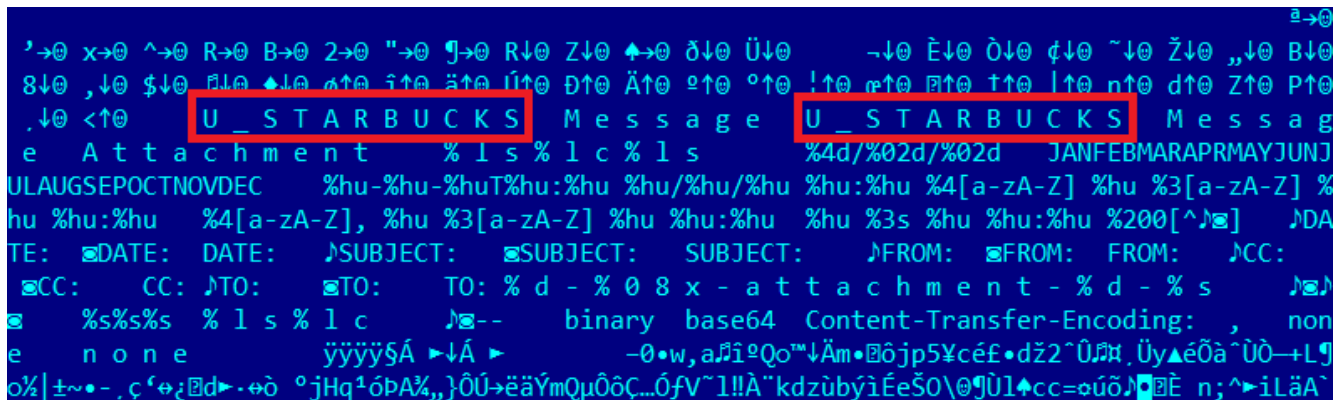 ª→☺
’→☺ x→☺ ^→☺ R→☺ B→☺ 2→☺ "→☺ ¶→☺ R↓☺ Z↓☺ ♠→☺ ð↓☺ Ü↓☺ ¬↓☺ È↓☺ Ò↓☺ ¢↓☺ ˜↓☺ Ž↓☺ „↓☺ B↓☺
8↓☺ ,↓☺ $↓☺ ♫↓☺ ♦↓☺ ø↑☺ î↑☺ ä↑☺ Ú↑☺ Ð↑☺ Ä↑☺ º↑☺ °↑☺ ¦↑☺ œ↑☺ †↑☺ |↑☺ n↑☺ d↑☺ Z↑☺ P↑☺
¸↓☺ <↑☺ U _ S T A R B U C K S M e s s a g e U _ S T A R B U C K S M e s s a g
e A t t a c h m e n t % l s % l c % l s %4d/%02d/%02d JANFEBMARAPRMAYJUNJ
ULAUGSEPOCTNOVDEC %hu-%hu-%huT%hu:%hu %hu/%hu/%hu %hu:%hu %4[a-zA-Z] %hu %3[a-zA-Z] %
hu %hu:%hu %4[a-zA-Z], %hu %3[a-zA-Z] %hu %hu:%hu %hu %3s %hu %hu:%hu %200[^♪◙] ♪DA
TE: ◙DATE: DATE: ♪SUBJECT: ◙SUBJECT: SUBJECT: ♪FROM: ◙FROM: FROM: ♪CC:
◙CC: CC: ♪TO: ◙TO: TO: % d - % 0 8 x - a t t a c h m e n t - % d - % s ♪◙♪
◙ %s%s%s % l s % l c ♪◙-- binary base64 Content-Transfer-Encoding: , non
e n o n e ÿÿÿÿ§Á ►↓Á ►